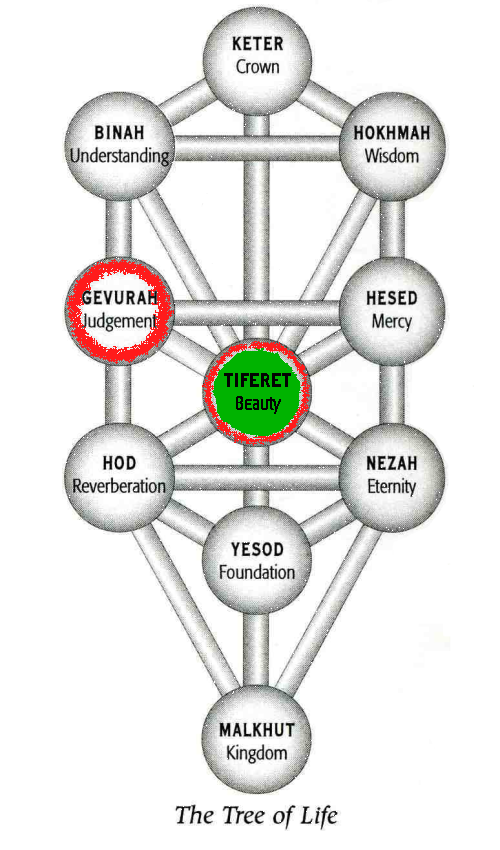 KETER
Crown
BINAH
Understanding
HOKHMAH
Wisdom
GEVURAH
Judgement
HESED
Mercy
TIFERET
Beauty
HOD
Reverberation
NEZAH
Eternity
YESOD
Foundation
MALKHUT
Kingdom
The Tree of Life